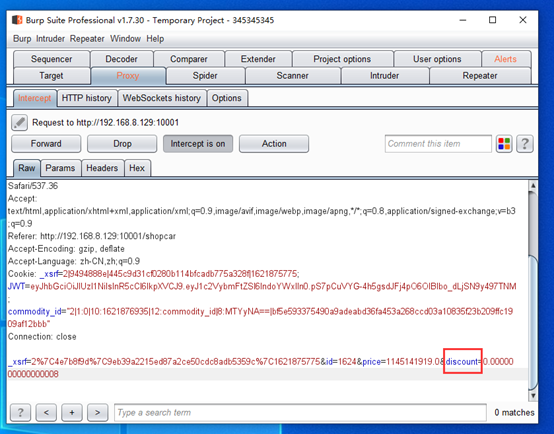 Burp Suite Professional v1.7.30 - Temporary Project - 345345345
Burp Intruder Repeater Window Help
Sequencer Decoder Comparer Extender Project options User options Alerts
Target Proxy Spider Scanner Intruder Repeater
Intercept HTTP history WebSockets history Options
Request to http://192.168.8.129:10001
Forward Drop Intercept is on Action Comment this item ?
Raw Params Headers Hex
Safari/537.36
Accept:
text/html,application/xhtml+xml,application/xml;q=0.9,image/avif,image/webp,image/apng,*/*;q=0.8,application/signed-exchange;v=b3
;q=0.9
Referer: http://192.168.8.129:10001/shopcar
Accept-Encoding: gzip, deflate
Accept-Language: zh-CN,zh;q=0.9
Cookie: _xsrf=2|9494888e|445c9d31cf0280b114bfcadb775a328f|1621875775;
JWT=eyJhbGciOiJIUzI1NiIsInR5cCI6IkpXVCJ9.eyJ1c2VybmFtZSI6IndoYWxlIn0.pS7pCuVYG-4h5gsdJFj4pC6OIBlbo_dLjSN9y497TNM
;
commodity_id="2|1:0|10:1621876935|12:commodity_id|8:MTYyNA==|bf5e593375490a9adeabd36fa453a268ccd03a10835f23b209ffc19
09af12bbb"
Connection: close
_xsrf=2%7C4e7b8f9d%7C9eb39a2215ed87a2ce50cdc8adb5359c%7C1621875775&id=1624&price=1145141919.0&discount=0.00000
00000000000008
? < + > Type a search term 0 matches